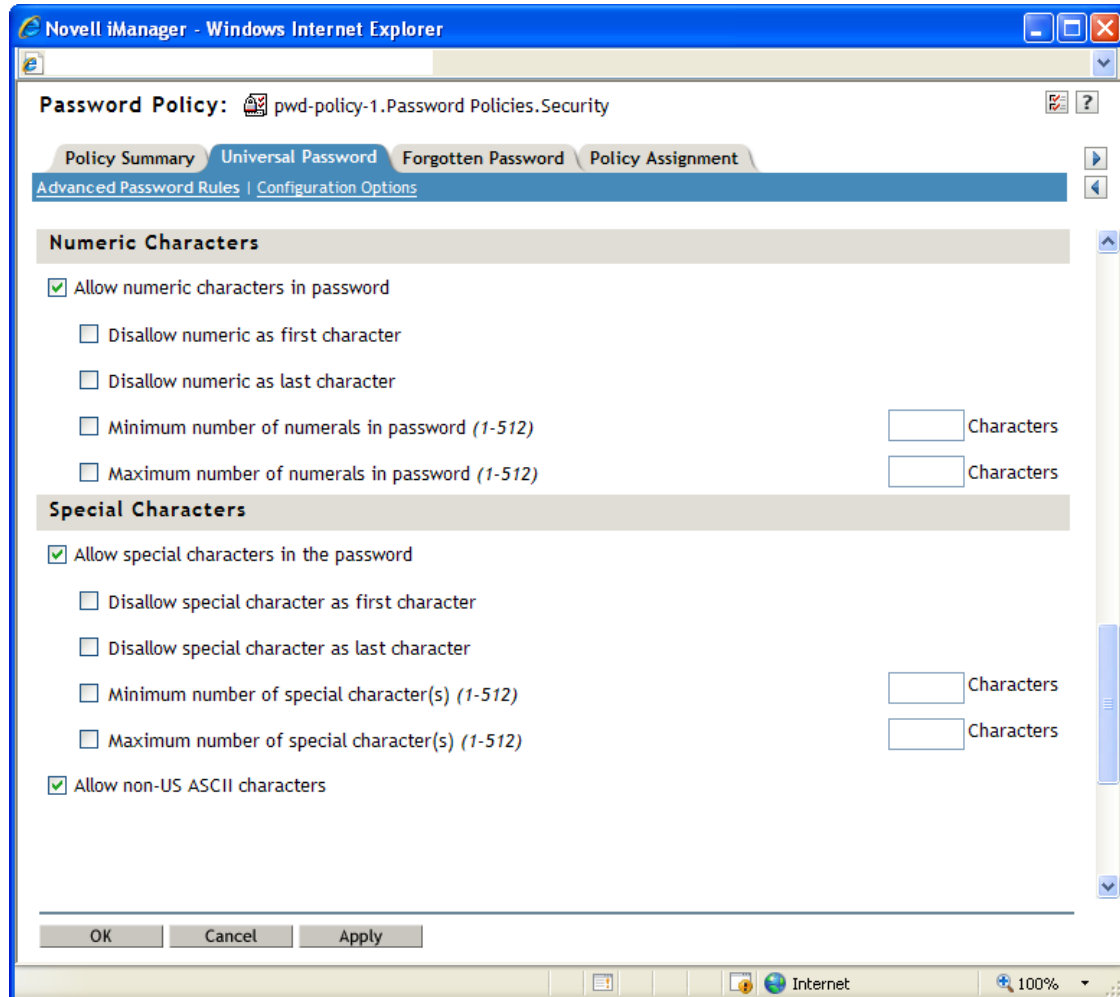 Novell iManager - Windows Internet Explorer
Password Policy: pwd-policy-1.Password Policies.Security
?
Policy Summary Universal Password Forgotten Password Policy Assignment
Advanced Password Rules | Configuration Options
Numeric Characters
Allow numeric characters in password
Disallow numeric as first character
Disallow numeric as last character
Minimum number of numerals in password (1-512) Characters
Maximum number of numerals in password (1-512) Characters
Special Characters
Allow special characters in the password
Disallow special character as first character
Disallow special character as last character
Minimum number of special character(s) (1-512) Characters
Maximum number of special character(s) (1-512) Characters
Allow non-US ASCII characters
OK Cancel Apply
Internet 100%